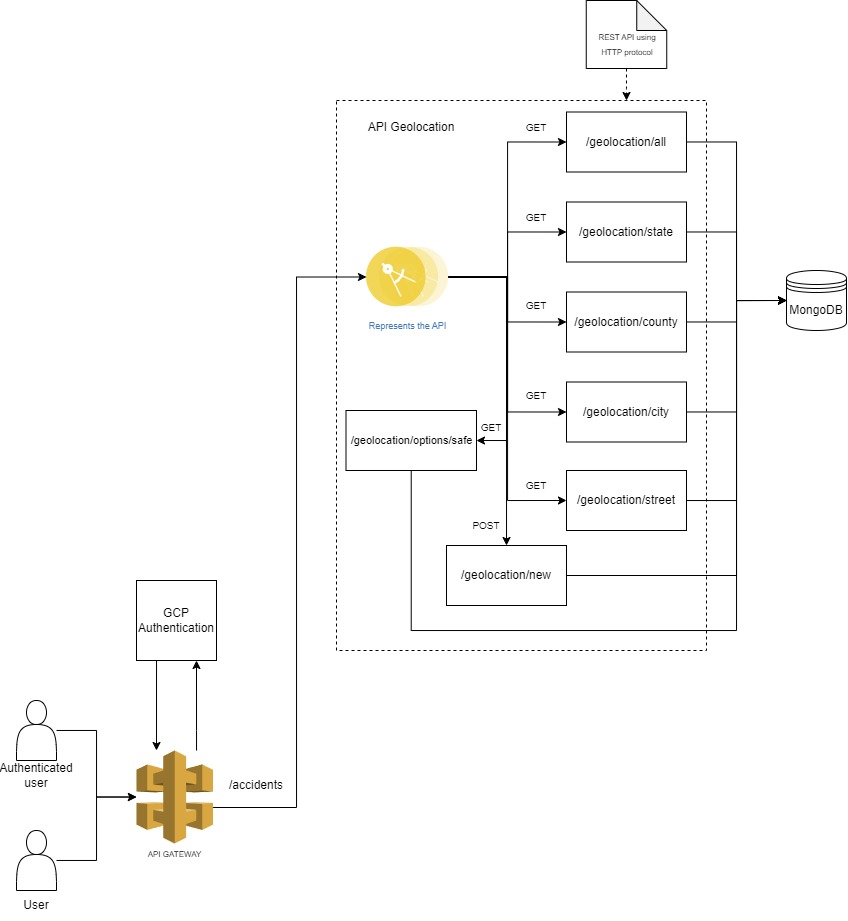 REST API using
HTTP protocol
API Geolocation
GET
/geolocation/all
GET
/geolocation/state
Represents the API
GET
/geolocation/county
MongoDB
GET
/geolocation/city
/geolocation/options/safe
GET
GET
/geolocation/street
POST
/geolocation/new
GCP
Authentication
Authenticated
user
/accidents
API GATEWAY
User